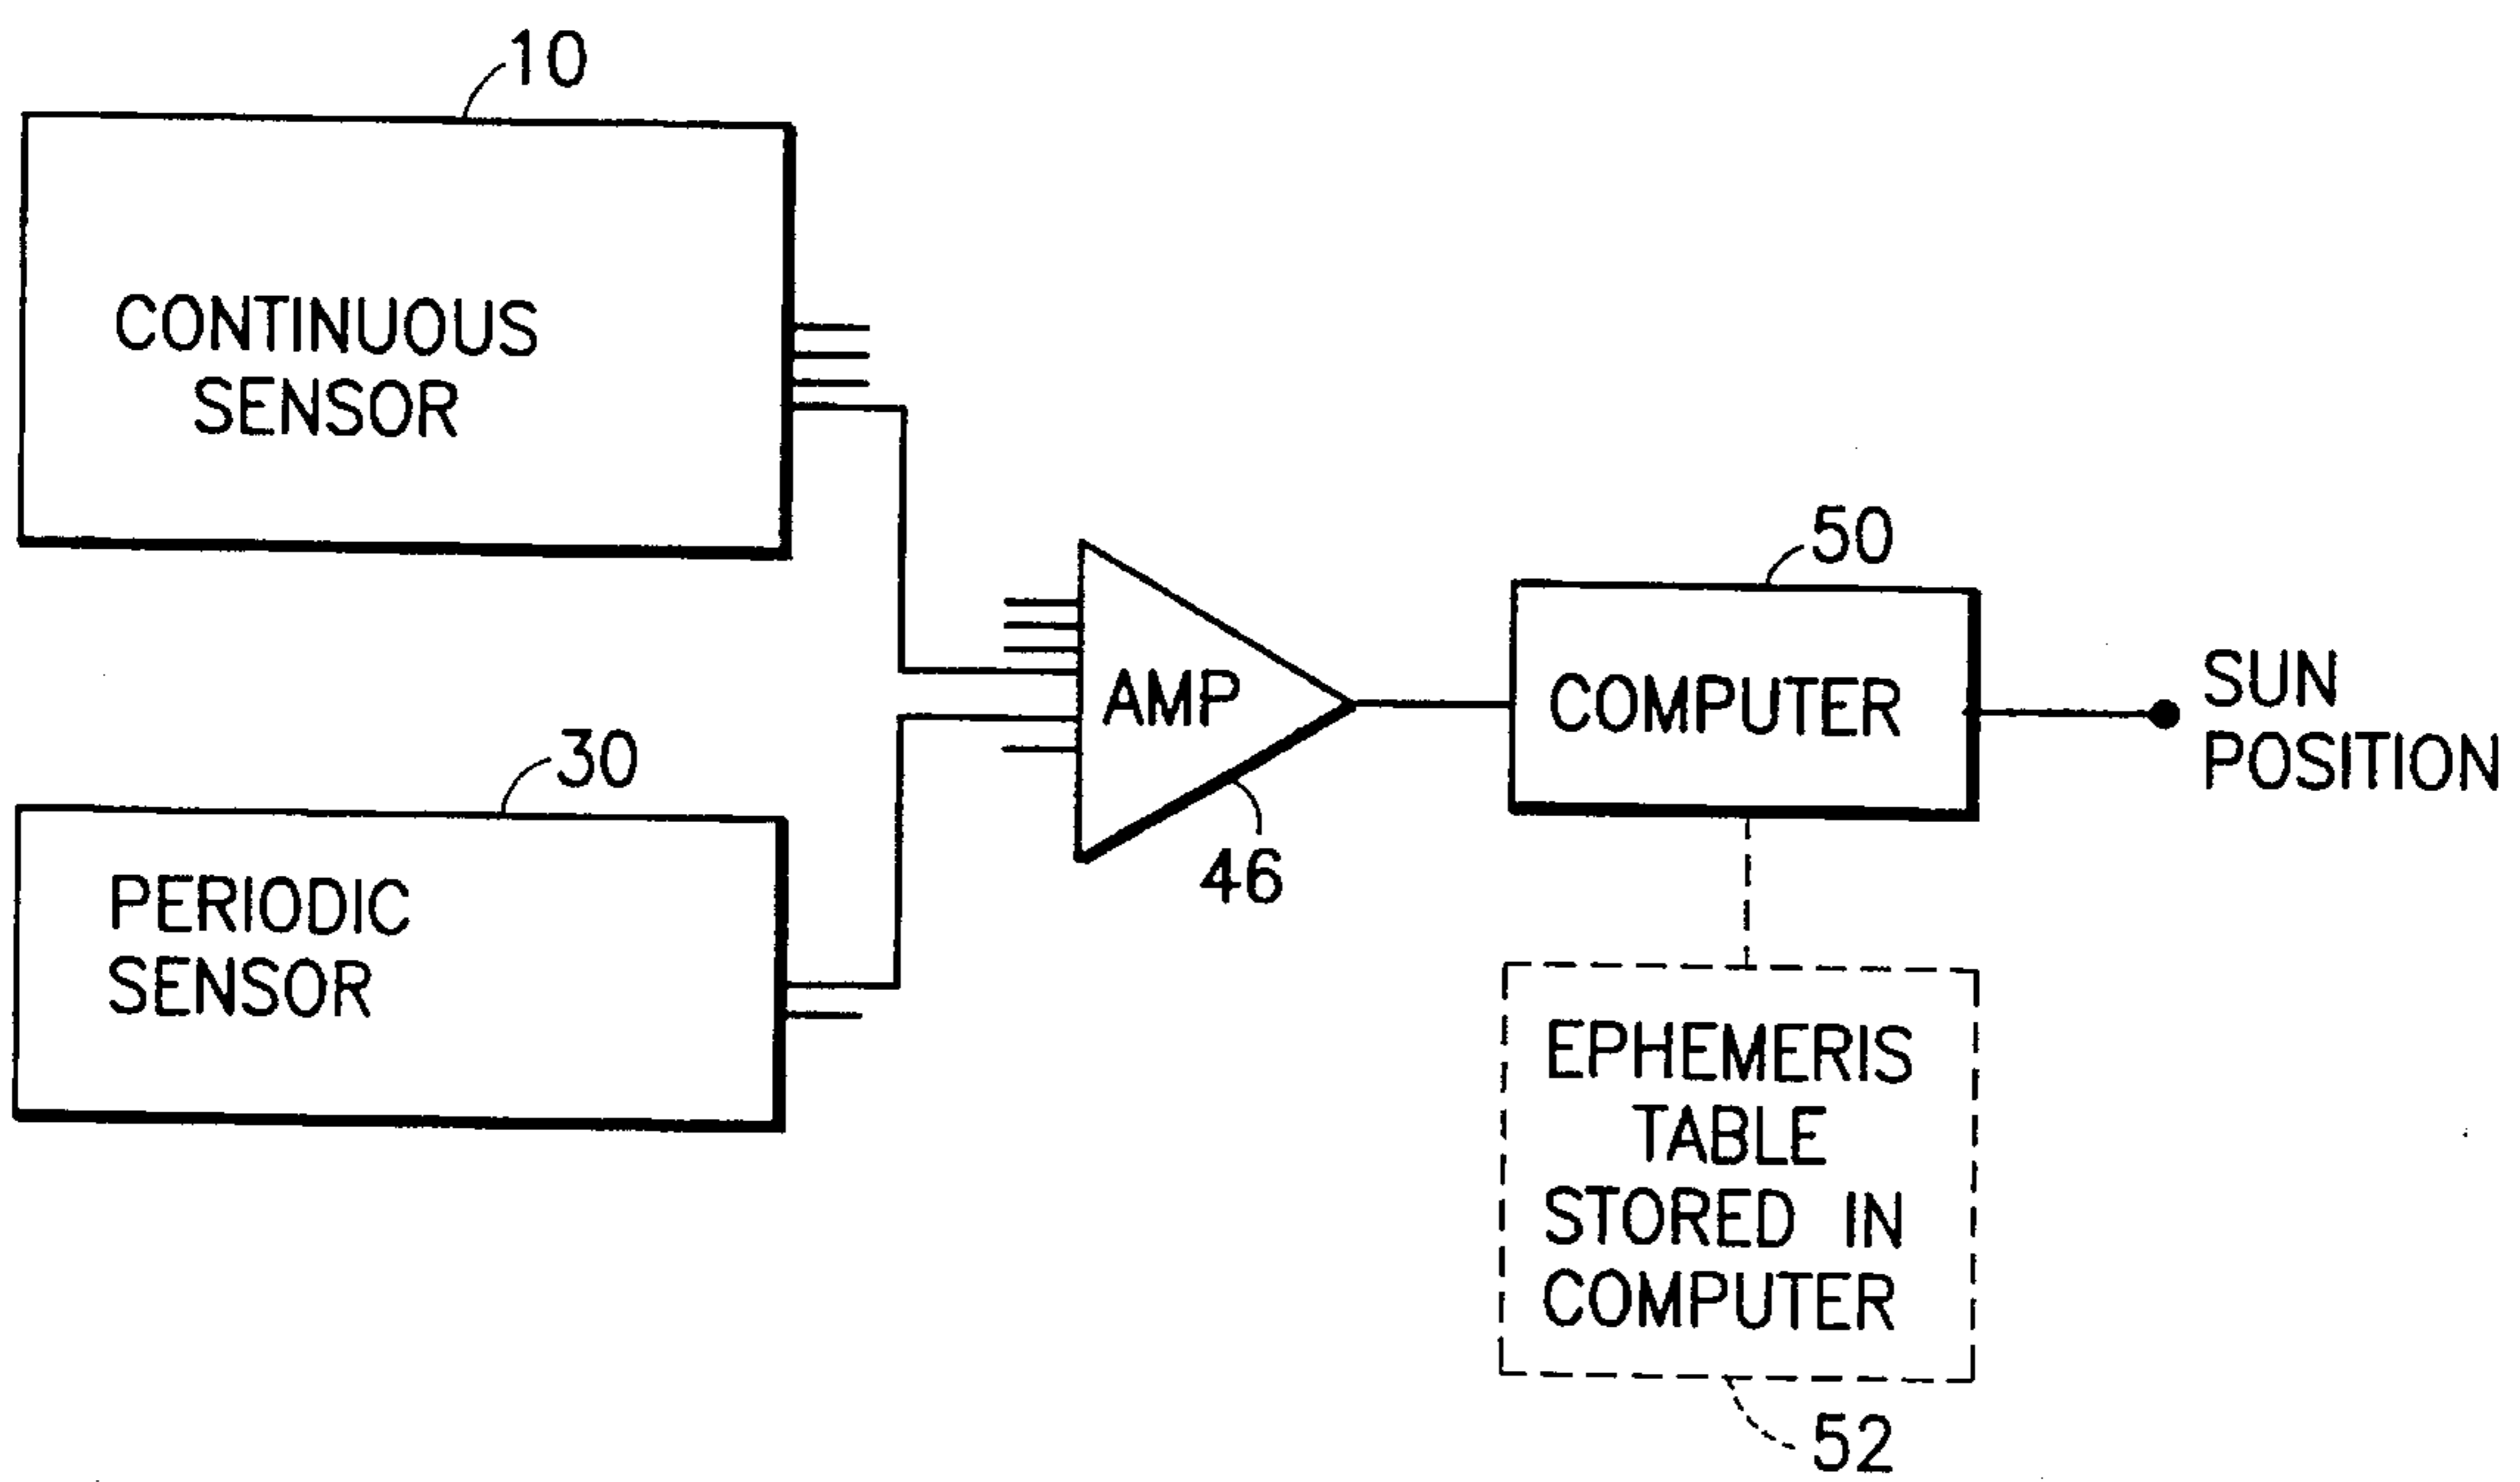 10
CONTINUOUS
SENSOR
30
PERIODIC
SENSOR
AMP
46
50
COMPUTER
SUN
POSITION
EPHEMERIS
TABLE
STORED IN
COMPUTER
52